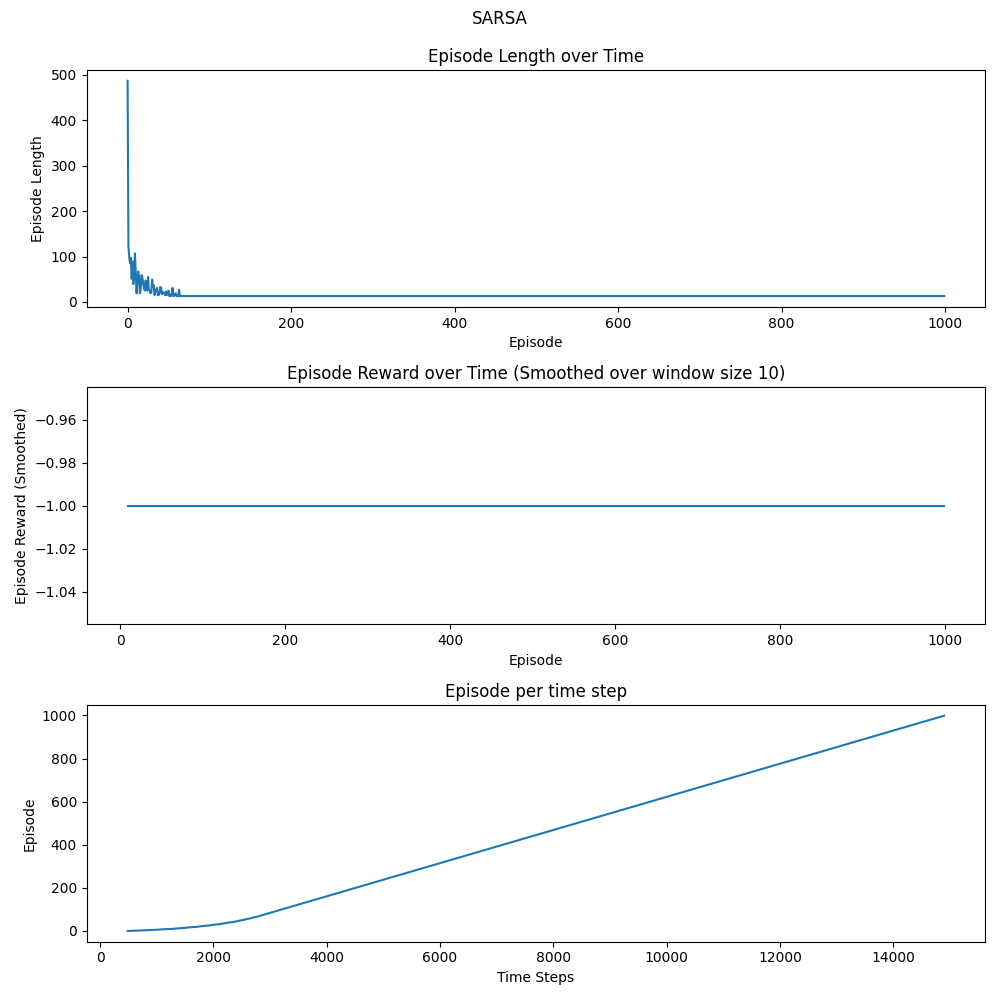 SARSA
Episode Length over Time
500
400
300
200
100
0
Episode Length
0 200 400 600 800 1000
Episode
Episode Reward over Time (Smoothed over window size 10)
−0.96
−0.98
−1.00
−1.02
−1.04
Episode Reward (Smoothed)
0 200 400 600 800 1000
Episode
Episode per time step
1000
800
600
400
200
0
Episode
0 2000 4000 6000 8000 10000 12000 14000
Time Steps